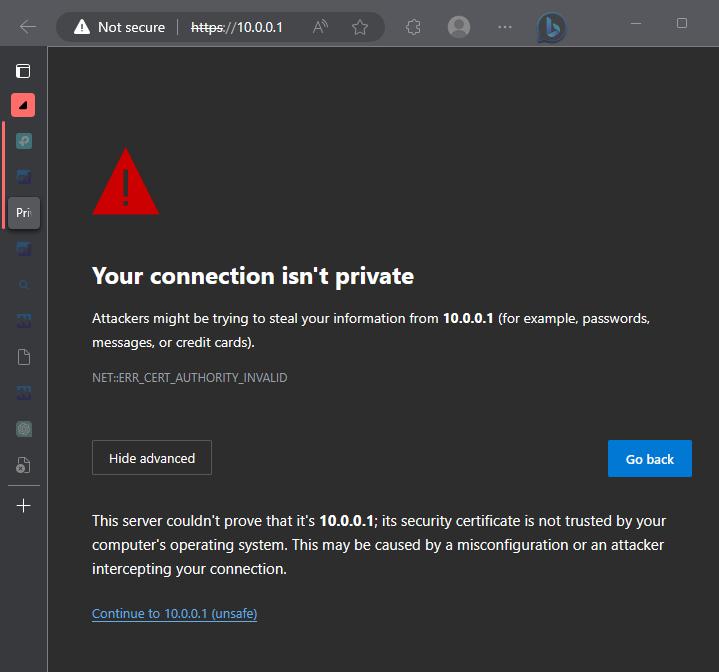 Not secure
https://10.0.0.1
Pri
Your connection isn't private
Attackers might be trying to steal your information from 10.0.0.1 (for example, passwords,
messages, or credit cards).
NET::ERR_CERT_AUTHORITY_INVALID
Hide advanced
Go back
This server couldn't prove that it's 10.0.0.1; its security certificate is not trusted by your
computer's operating system. This may be caused by a misconfiguration or an attacker
intercepting your connection.
Continue to 10.0.0.1 (unsafe)